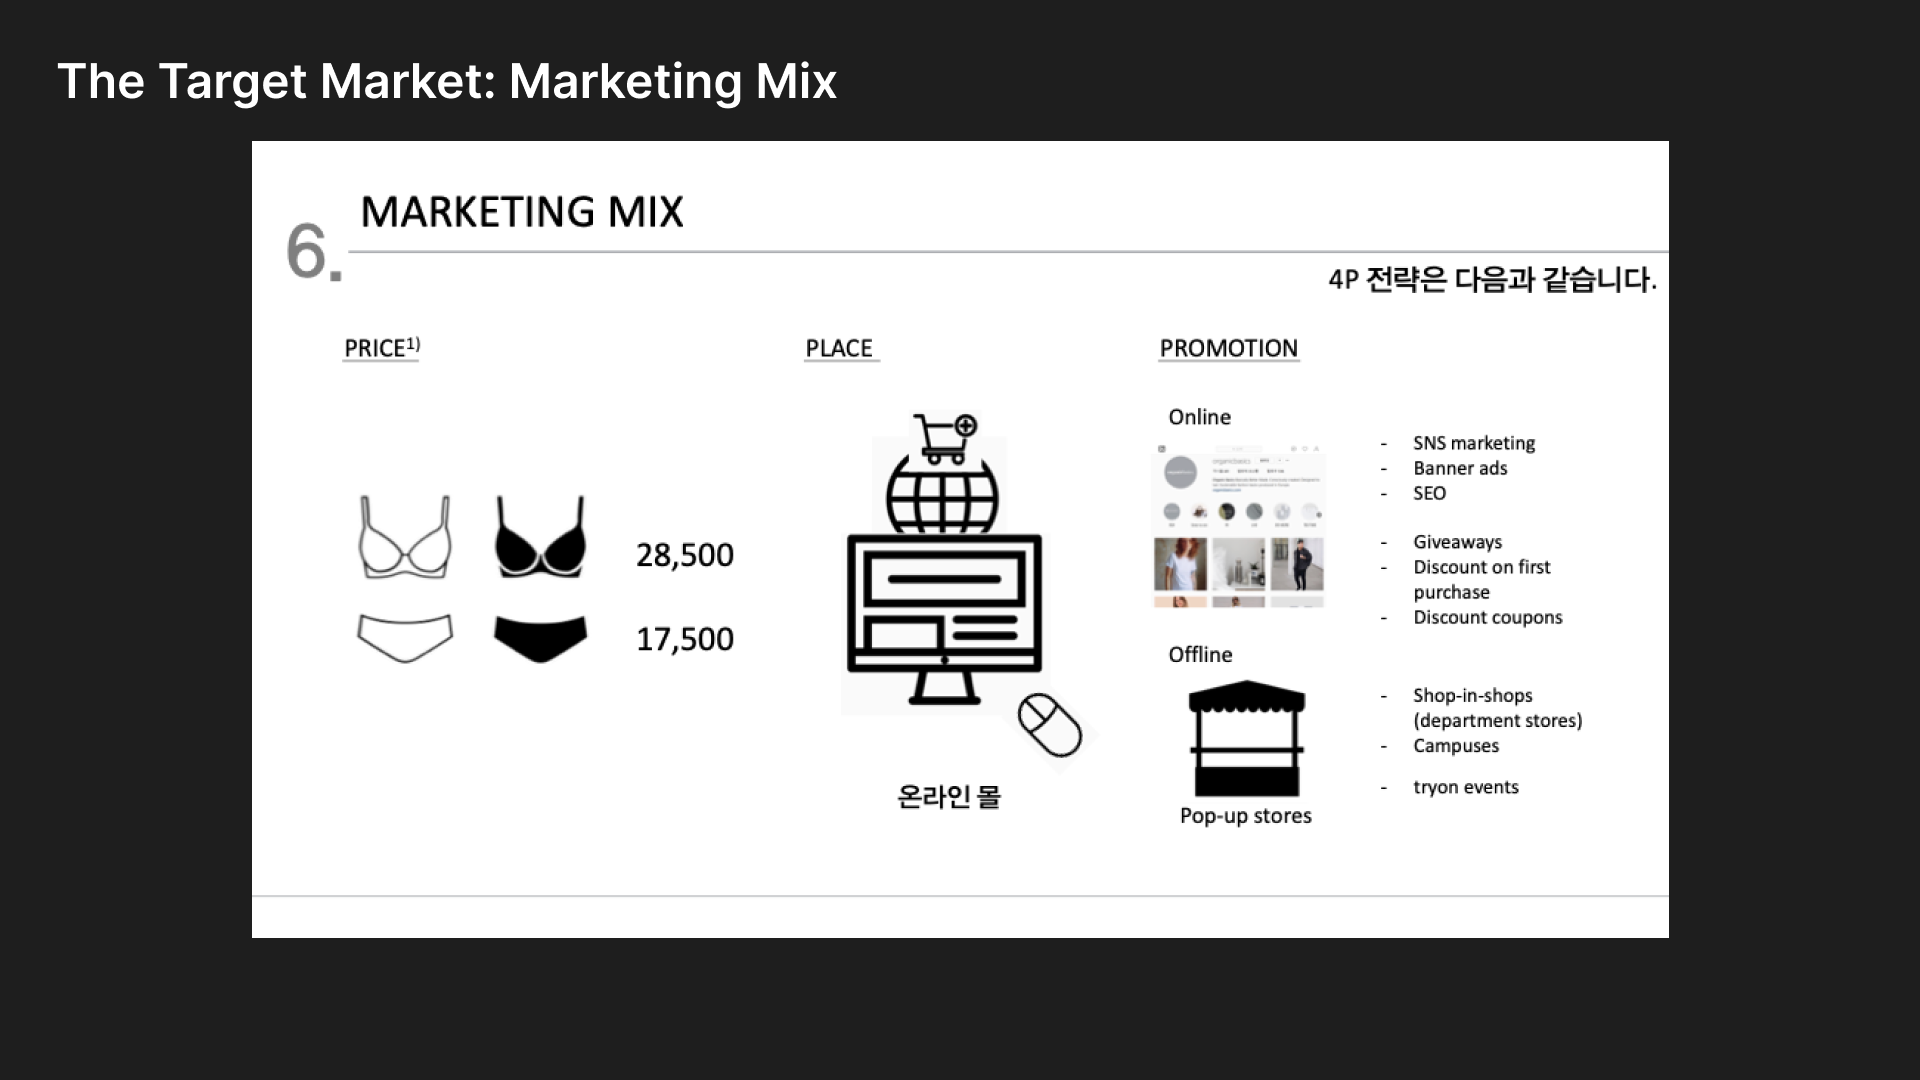 The Target Market: Marketing Mix
6.
MARKETING MIX
4P 전략은 다음과 같습니다.
PRICE1)
28,500
17,500
PLACE
온라인 몰
PROMOTION
Online
- SNS marketing
- Banner ads
- SEO
- Giveaways
- Discount on first
purchase
- Discount coupons
Offline
Pop-up stores
- Shop-in-shops
(department stores)
- Campuses
- tryon events